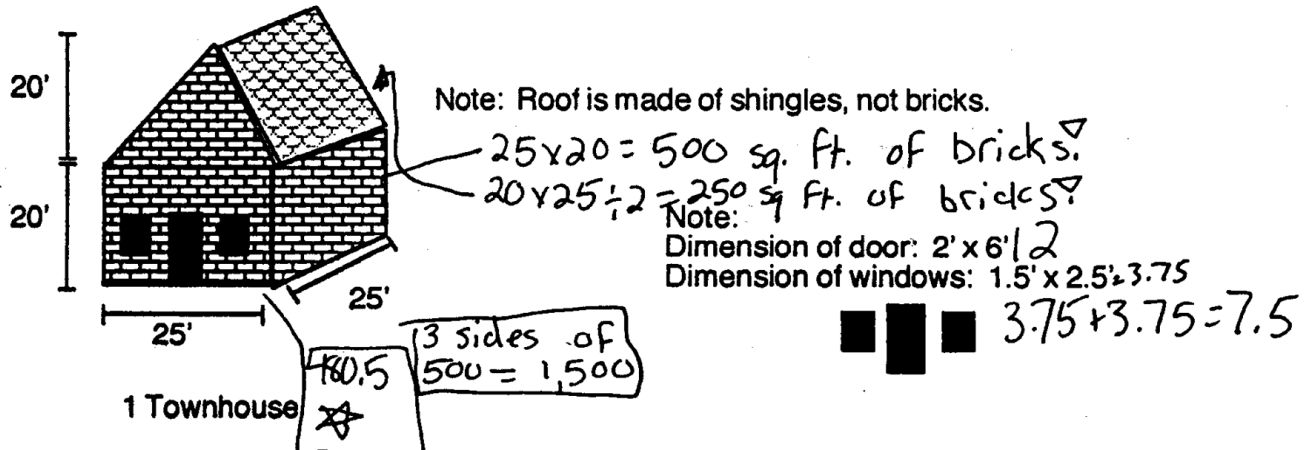 20'
Note: Roof is made of shingles, not bricks.
25x20 = 500 sq. ft. of bricks.
20x25÷2 = 250 sq ft. of bricks
20'
Note:
Dimension of door: 2' x 6' 12
Dimension of windows: 1.5' x 2.5' = 3.75
25'
25'
3.75+3.75=7.5
3 sides of
500 = 1,500
480.5
1 Townhouse